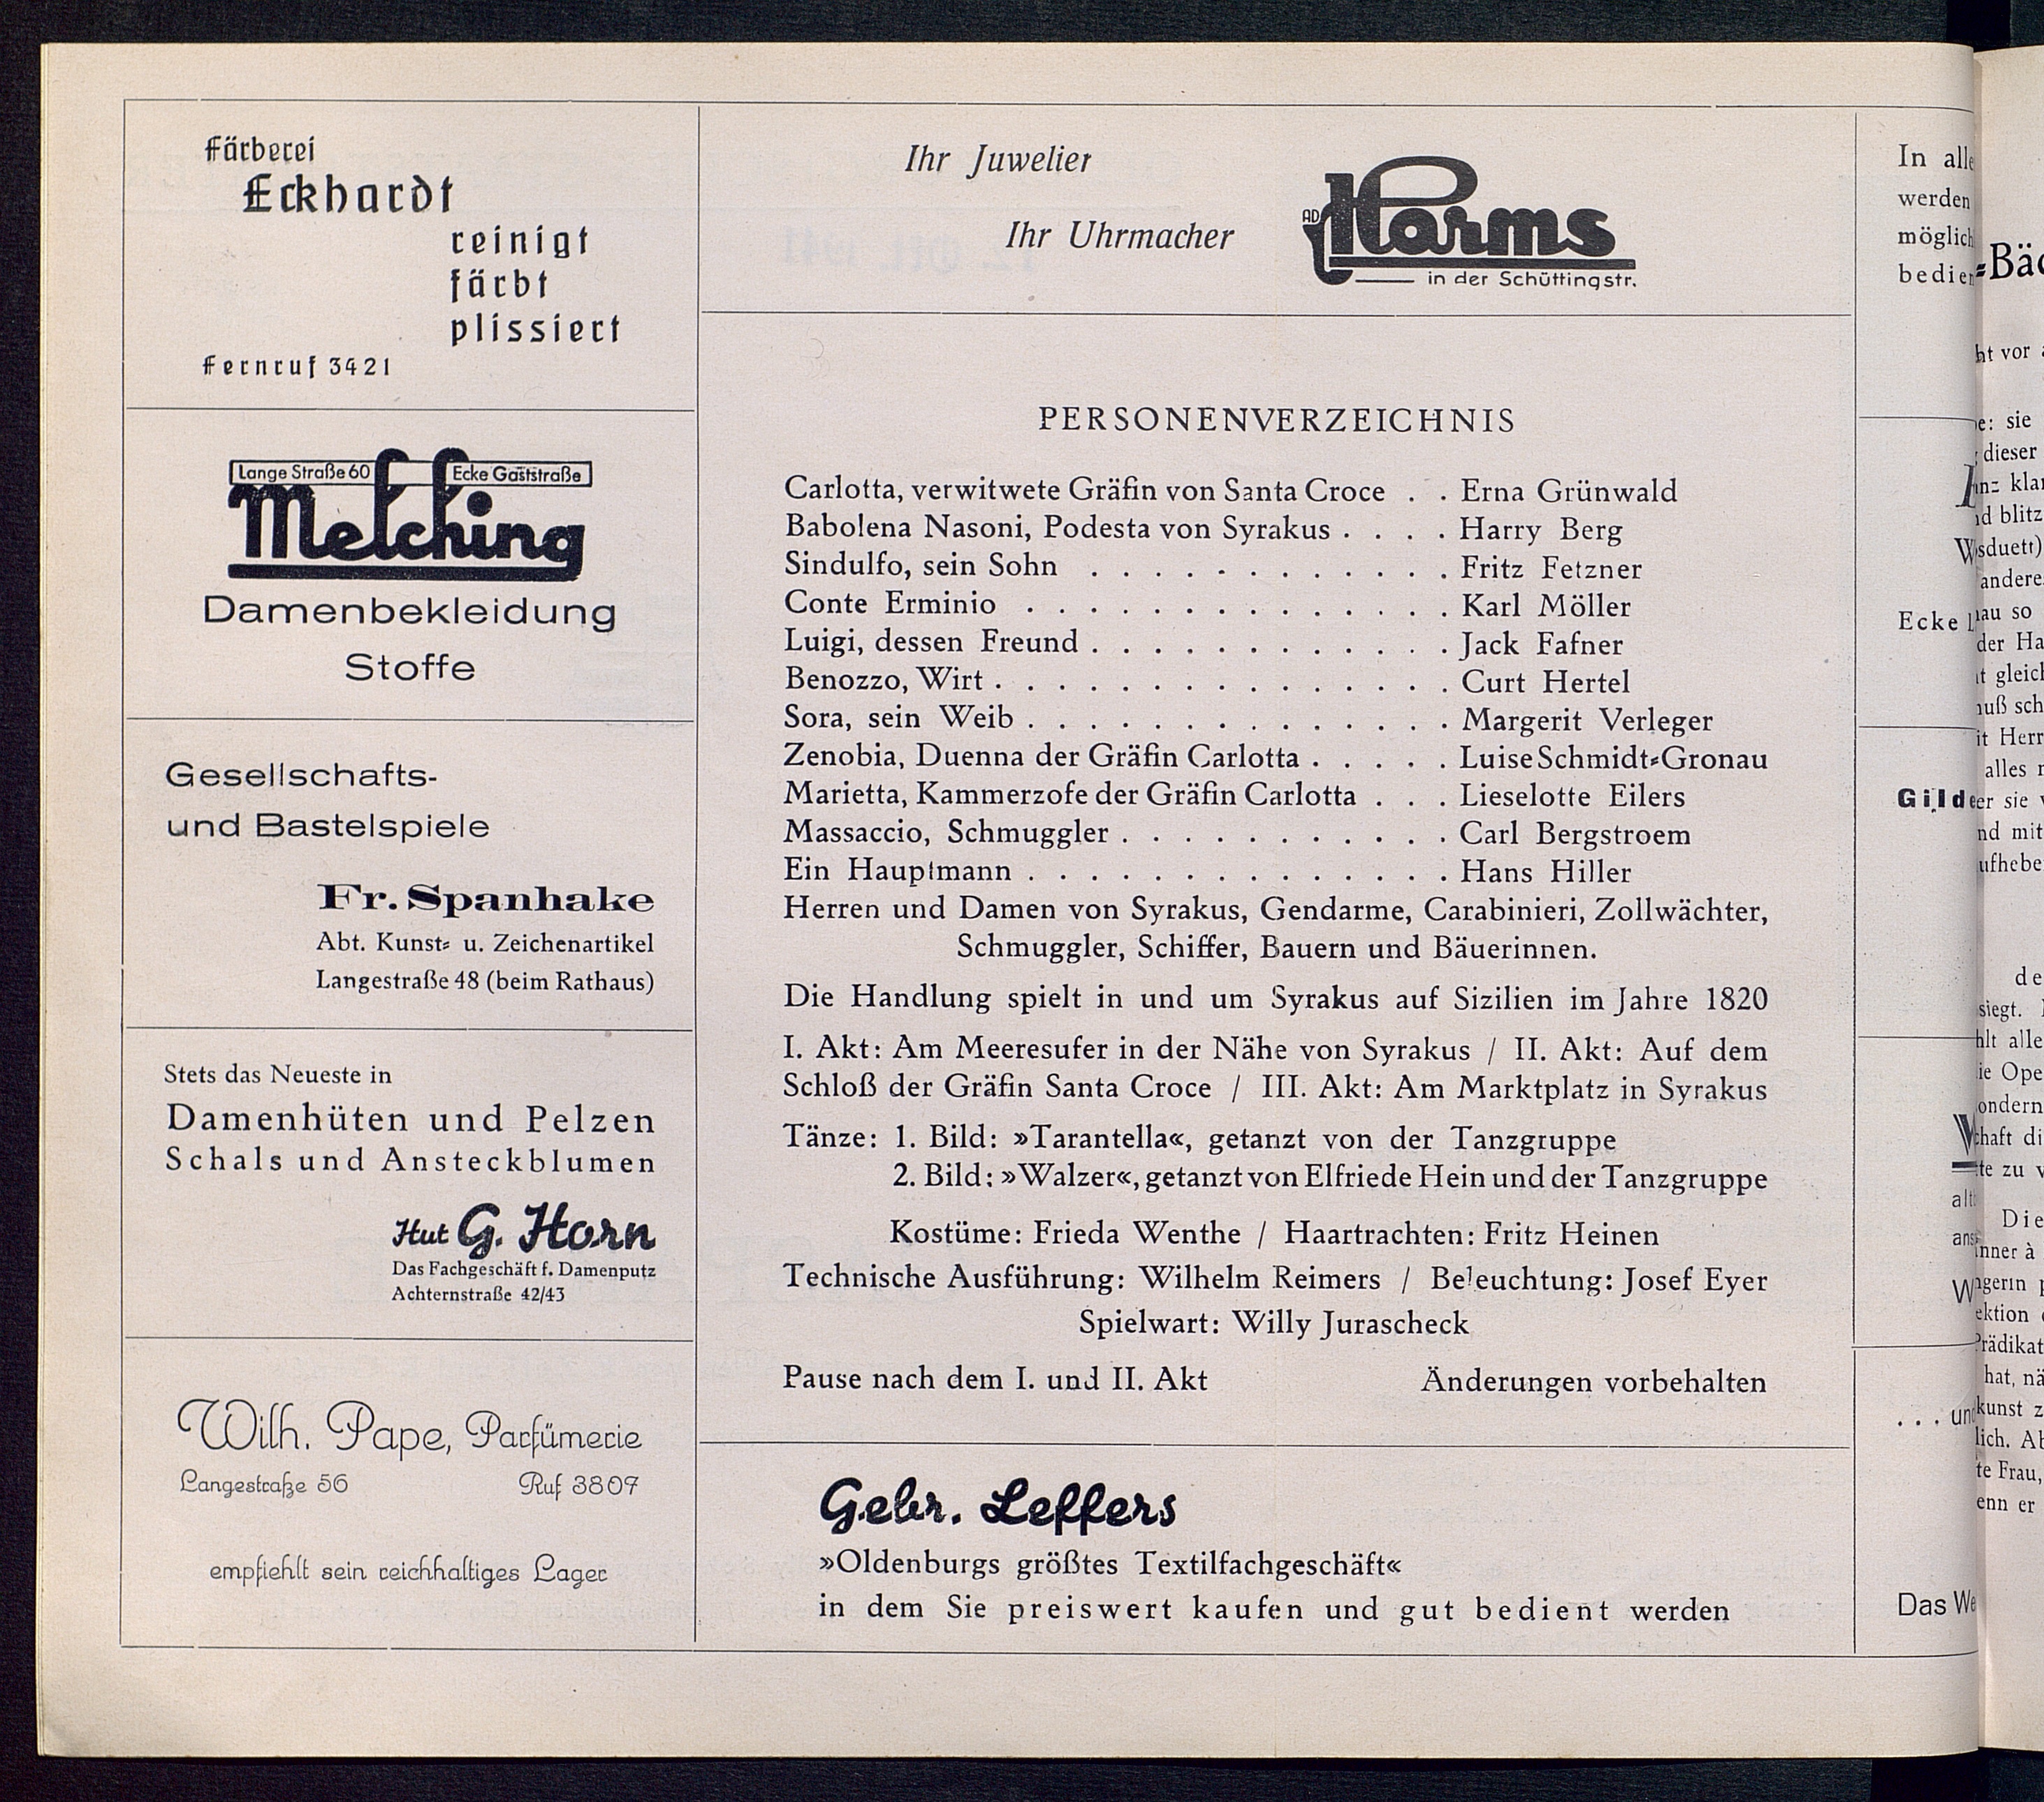 Färberei
Eckhardt
reinigt
färbt
plissiert
Fernruf 3421
Lange Straße 60 Ecke Gaststraße
Melching
Damenbekleidung
Stoffe
Gesellschafts-
und Bastelspiele
Fr. Spanhake
Abt. Kunst- u. Zeichenartikel
Langestraße 48 (beim Rathaus)
Stets das Neueste in
Damenhüten und Pelzen
Schals und Ansteckblumen
Hut G. Horn
Das Fachgeschäft f. Damenputz
Achternstraße 42/43
Wilh. Pape, Parfümerie
Langestraße 56 Ruf 3807
empfiehlt sein reichhaltiges Lager
Ihr Juwelier
Ihr Uhrmacher
AD Harms
in der Schüttingstr.
PERSONENVERZEICHNIS
Carlotta, verwitwete Gräfin von Santa Croce . . Erna Grünwald
Babolena Nasoni, Podesta von Syrakus . . . . Harry Berg
Sindulfo, sein Sohn . . . . . . . . . . . . Fritz Fetzner
Conte Erminio . . . . . . . . . . . . . . Karl Möller
Luigi, dessen Freund . . . . . . . . . . . . Jack Fafner
Benozzo, Wirt . . . . . . . . . . . . . . . Curt Hertel
Sora, sein Weib . . . . . . . . . . . . . . Margerit Verleger
Zenobia, Duenna der Gräfin Carlotta . . . . . Luise Schmidt-Gronau
Marietta, Kammerzofe der Gräfin Carlotta . . . Lieselotte Eilers
Massaccio, Schmuggler . . . . . . . . . . . Carl Bergstroem
Ein Hauptmann . . . . . . . . . . . . . . Hans Hiller
Herren und Damen von Syrakus, Gendarme, Carabinieri, Zollwächter,
Schmuggler, Schiffer, Bauern und Bäuerinnen.
Die Handlung spielt in und um Syrakus auf Sizilien im Jahre 1820
I. Akt: Am Meeresufer in der Nähe von Syrakus / II. Akt: Auf dem
Schloß der Gräfin Santa Croce / III. Akt: Am Marktplatz in Syrakus
Tänze: 1. Bild: »Tarantella«, getanzt von der Tanzgruppe
2. Bild: »Walzer«, getanzt von Elfriede Hein und der Tanzgruppe
Kostüme: Frieda Wenthe / Haartrachten: Fritz Heinen
Technische Ausführung: Wilhelm Reimers / Beleuchtung: Josef Eyer
Spielwart: Willy Jurascheck
Pause nach dem I. und II. Akt Änderungen vorbehalten
Gebr. Leffers
»Oldenburgs größtes Textilfachgeschäft«
in dem Sie preiswert kaufen und gut bedient werden
In
werden
Ecke
Das